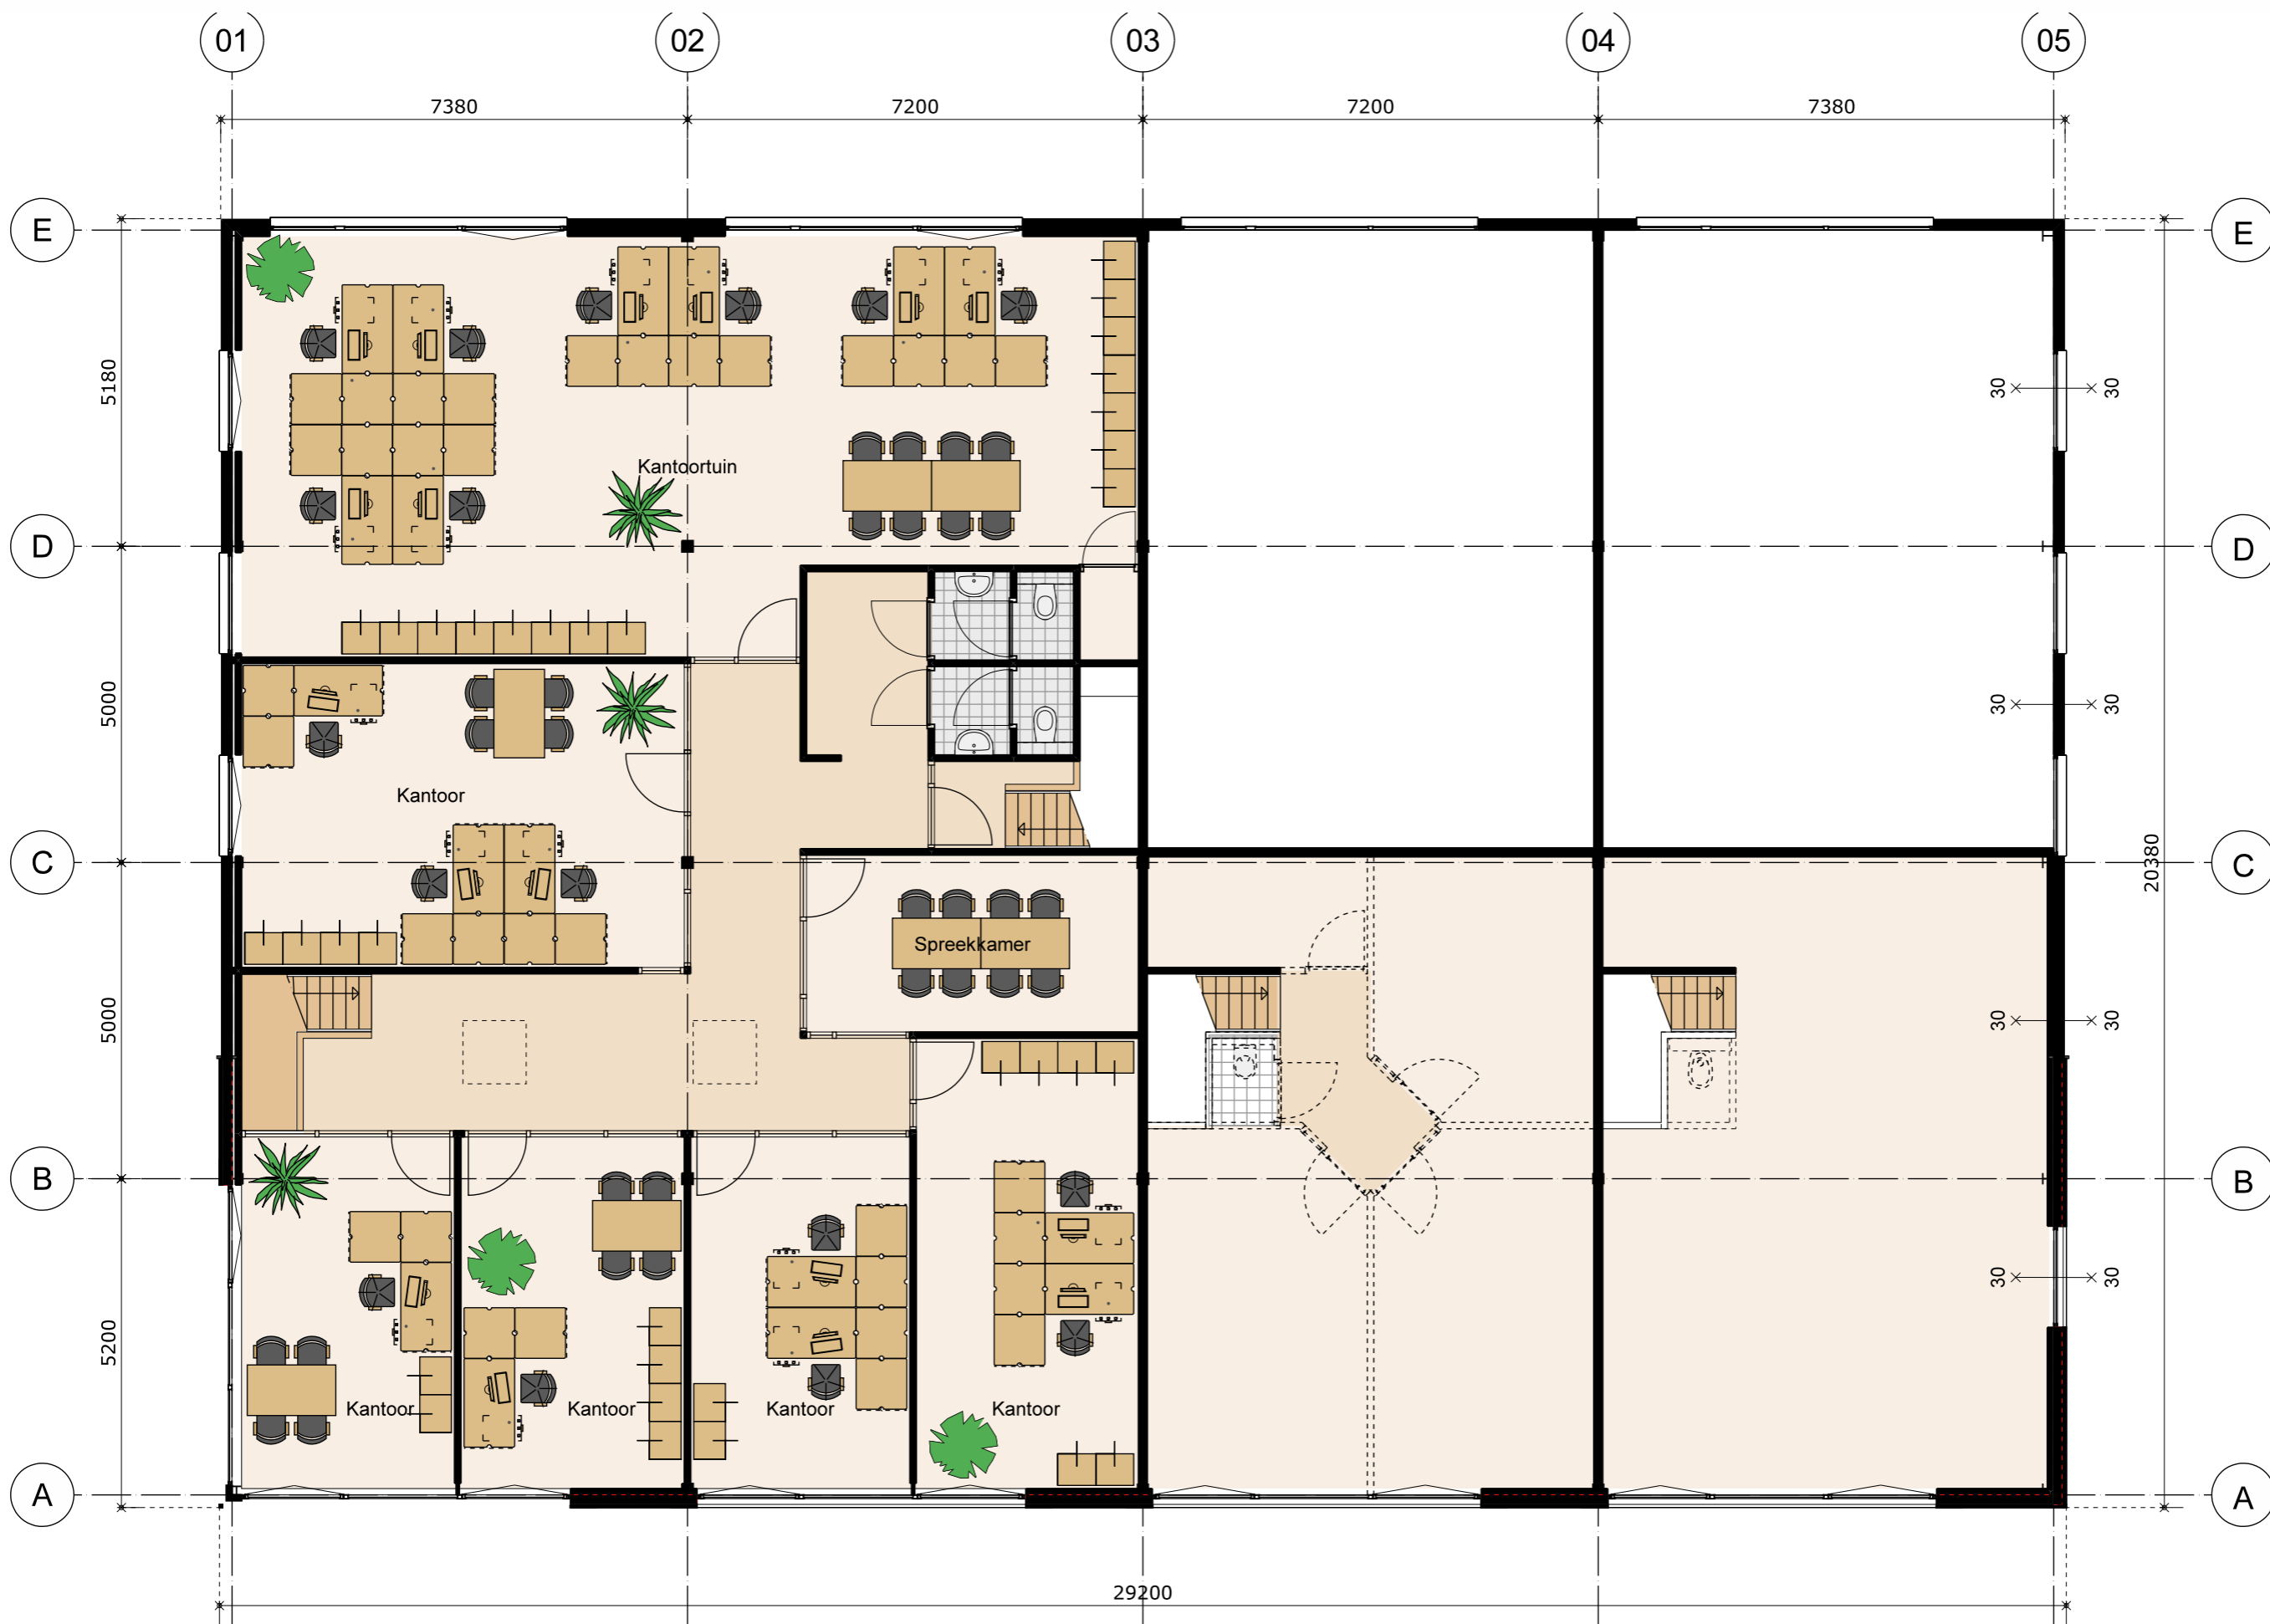 01 02 03 04 05
7380 7200 7200 7380
E E
5180
30 30
Kantoortuin
D D
5000
30 30
Kantoor
C C
20380
Spreekkamer
5000
30 30
B B
30 30
5200
Kantoor Kantoor Kantoor Kantoor
A A
29200